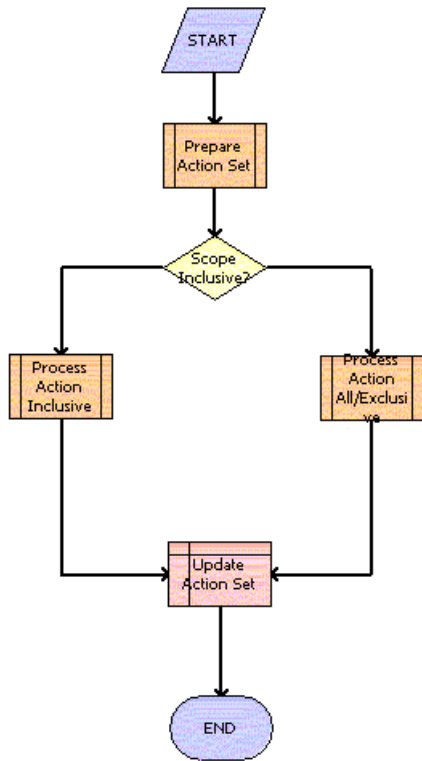 START
Prepare
Action Set
Scope
Inclusive?
Process
Action
Inclusive
Process
Action
All/Exclusi
ve
Update
Action Set
END